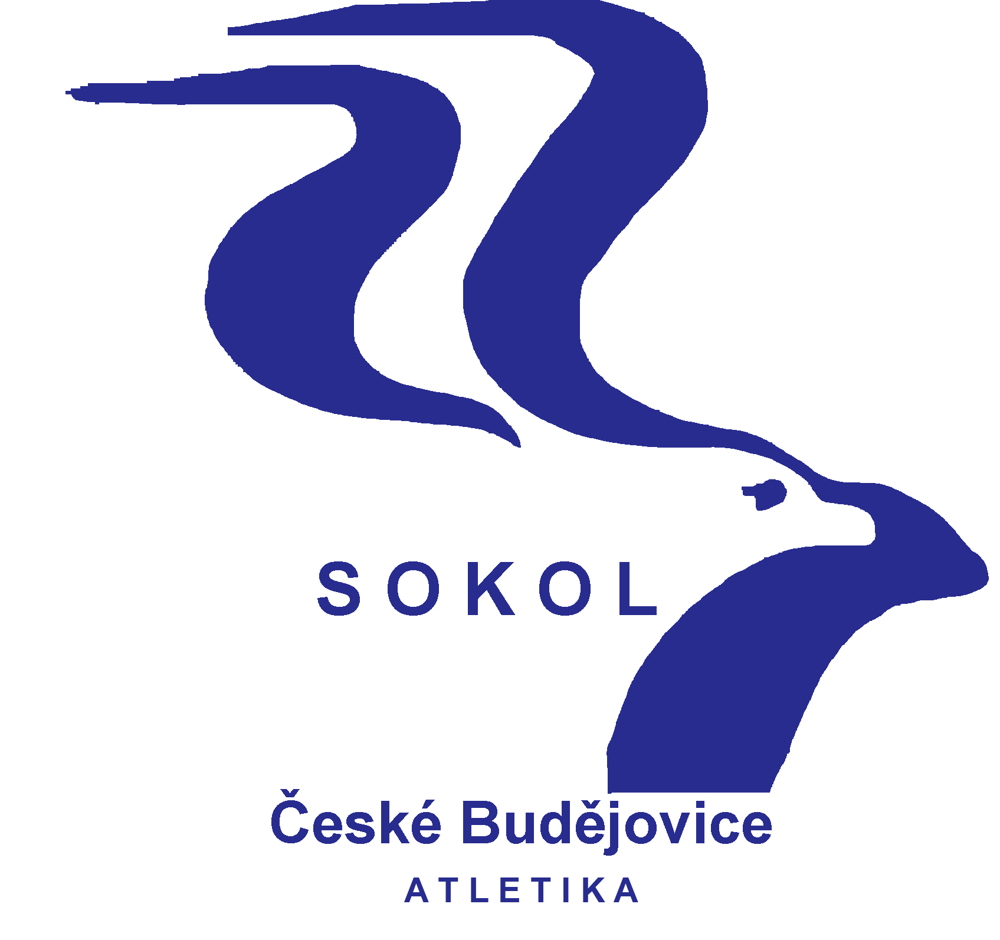 SOKOL
České Budějovice
ATLETIKA